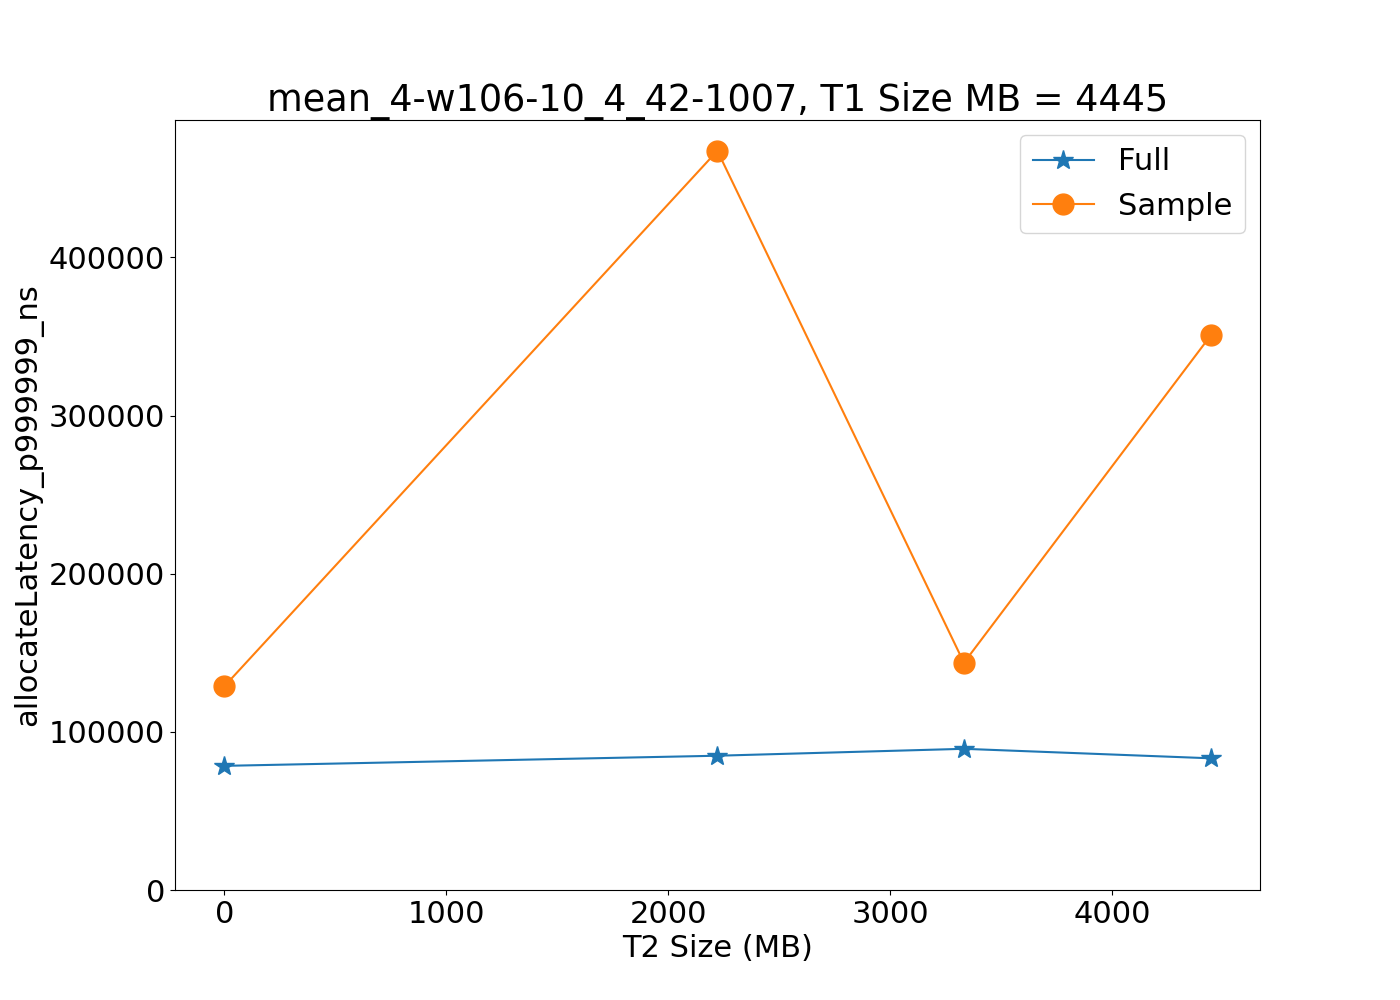 mean_4-w106-10_4_42-1007, T1 Size MB = 4445
Full
Sample
allocateLatency_p999999_ns
400000
300000
200000
100000
0
0 1000 2000 3000 4000
T2 Size (MB)